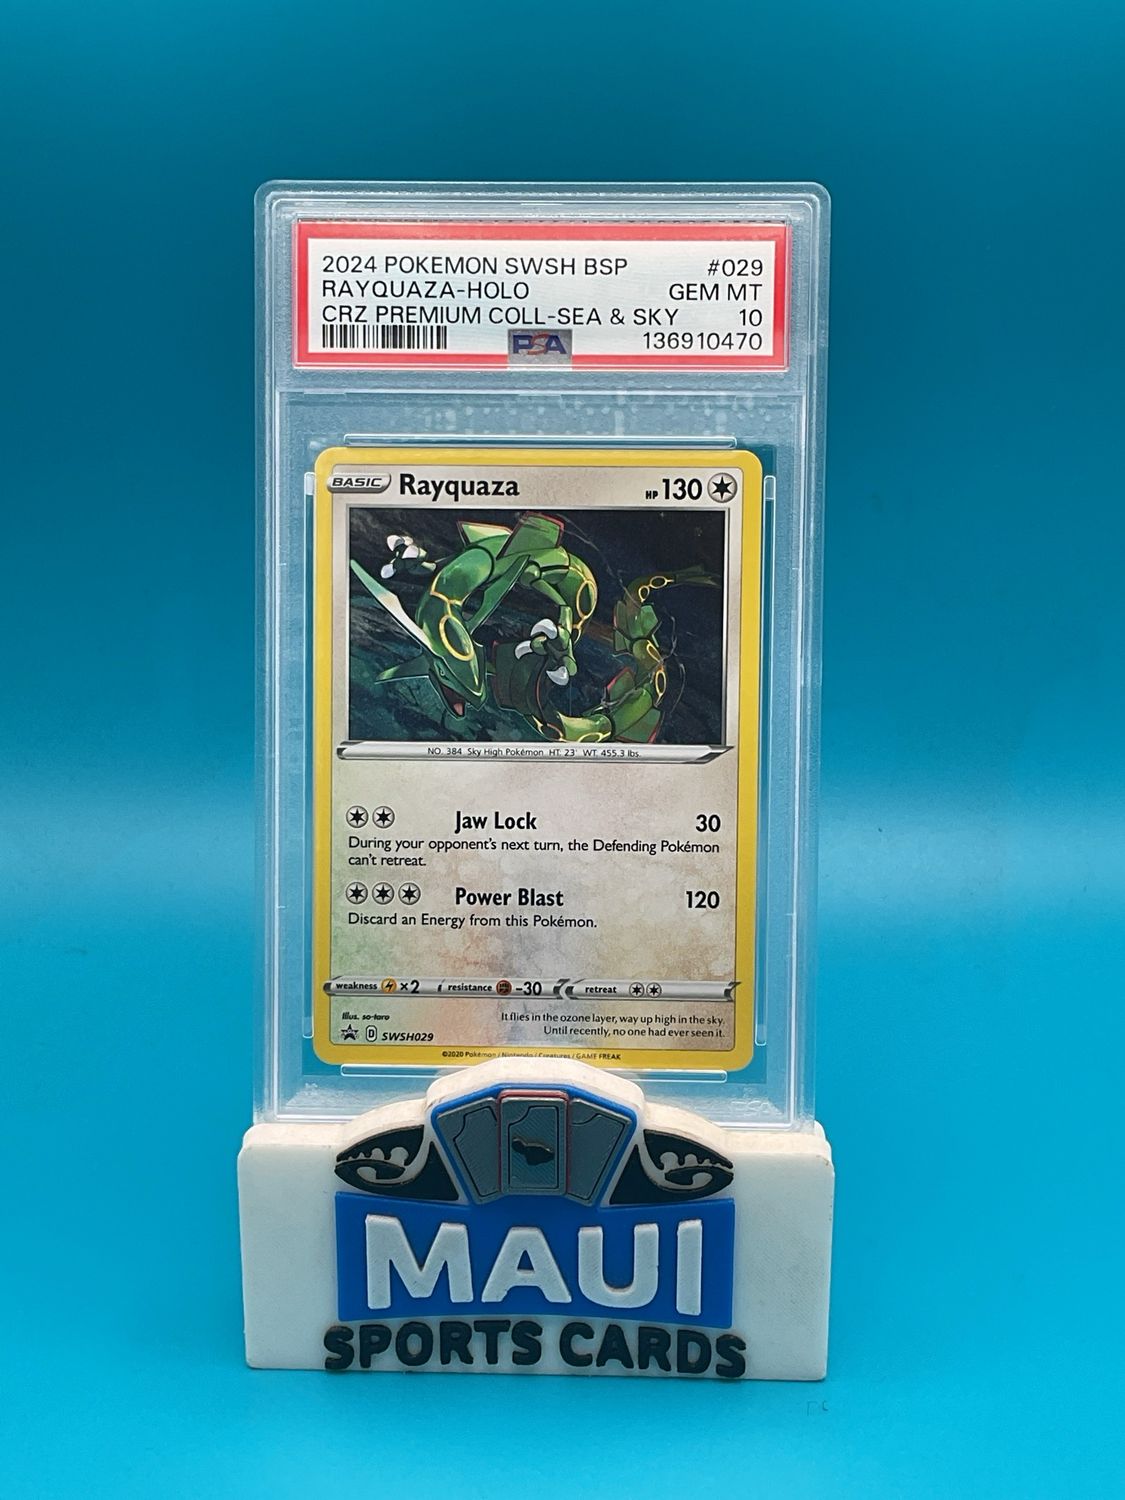 2024 POKEMON SWSH BSP #029
RAYQUAZA-HOLO GEM MT
CRZ PREMIUM COLL-SEA & SKY 10
PSA 136910470
BASIC Rayquaza HP 130
NO. 384 Sky High Pokémon HT. 23' WT. 455.3 lbs.
Jaw Lock 30
During your opponent's next turn, the Defending Pokémon
can't retreat.
Power Blast 120
Discard an Energy from this Pokémon.
weakness ×2 resistance -30 retreat
Illus. so-taro
It flies in the ozone layer, way up high in the sky.
Until recently, no one had ever seen it.
D SWSH029
©2020 Pokémon / Nintendo / Creatures / GAME FREAK
MAUI
SPORTS CARDS